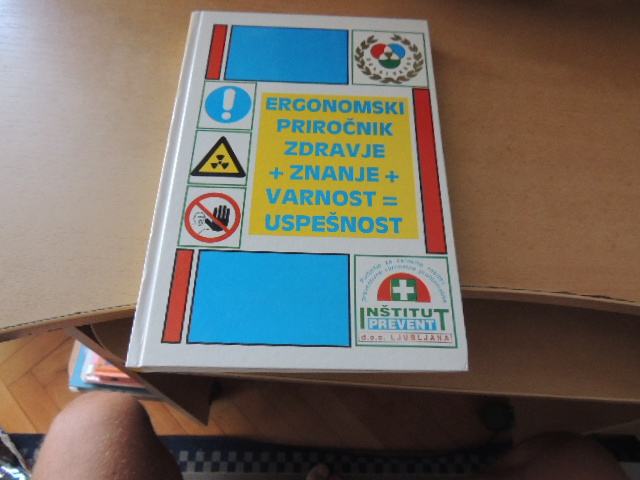 ERGONOMSKI
PRIROČNIK
ZDRAVJE
+ ZNANJE +
VARNOST =
USPEŠNOST
INŠTITUT
PREVENT
d.o.o. LJUBLJANA